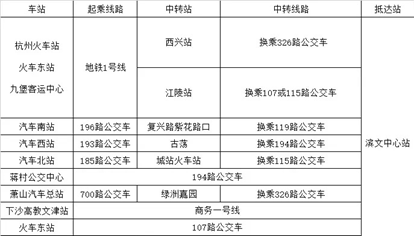 车站 起乘线路 中转站 中转线路 抵达站
杭州火车站
火车东站
九堡客运中心
地铁1号线
西兴站 换乘326路公交车
江陵站 换乘107或115路公交车
滨文中心站
汽车南站 196路公交车 复兴路紫花路口 换乘119路公交车
汽车西站 193路公交车 古荡 换乘194路公交车
汽车北站 185路公交车 城站火车站 换乘115路公交车
蒋村公交中心 194路公交车
萧山汽车总站 700路公交车 绿洲嘉园 换乘326路公交车
下沙高教文津站 商务一号线
火车东站 107路公交车